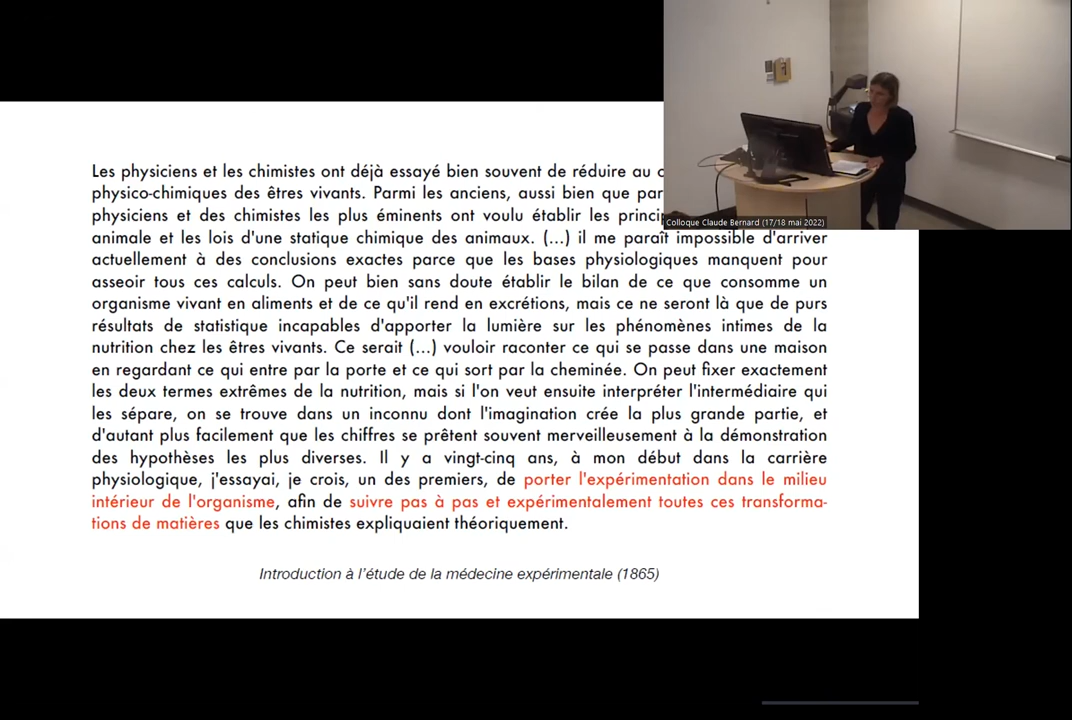 Les physiciens et les chimistes ont déjà essayé bien souvent de réduire au
physico-chimiques des êtres vivants. Parmi les anciens, aussi bien que par
physiciens et des chimistes les plus éminents ont voulu établir les
animale et les lois d'une statique chimique des animaux. (...) il me paraît impossible d'arriver
actuellement à des conclusions exactes parce que les bases physiologiques manquent pour
asseoir tous ces calculs. On peut bien sans doute établir le bilan de ce que consomme un
organisme vivant en aliments et de ce qu'il rend en excrétions, mais ce ne seront là que de purs
résultats de statistique incapables d'apporter la lumière sur les phénomènes intimes de la
nutrition chez les êtres vivants. Ce serait (...) vouloir raconter ce qui se passe dans une maison
en regardant ce qui entre par la porte et ce qui sort par la cheminée. On peut fixer exactement
les deux termes extrêmes de la nutrition, mais si l'on veut ensuite interpréter l'intermédiaire qui
les sépare, on se trouve dans un inconnu dont l'imagination crée la plus grande partie, et
d'autant plus facilement que les chiffres se prêtent souvent merveilleusement à la démonstration
des hypothèses les plus diverses. Il y a vingt-cinq ans, à mon début dans la carrière
physiologique, j'essayai, je crois, un des premiers, de porter l'expérimentation dans le milieu
intérieur de l'organisme, afin de suivre pas à pas et expérimentalement toutes ces transforma-
tions de matières que les chimistes expliquaient théoriquement.
Introduction à l'étude de la médecine expérimentale (1865)
Colloque Claude Bernard (17/18 mai 2022)